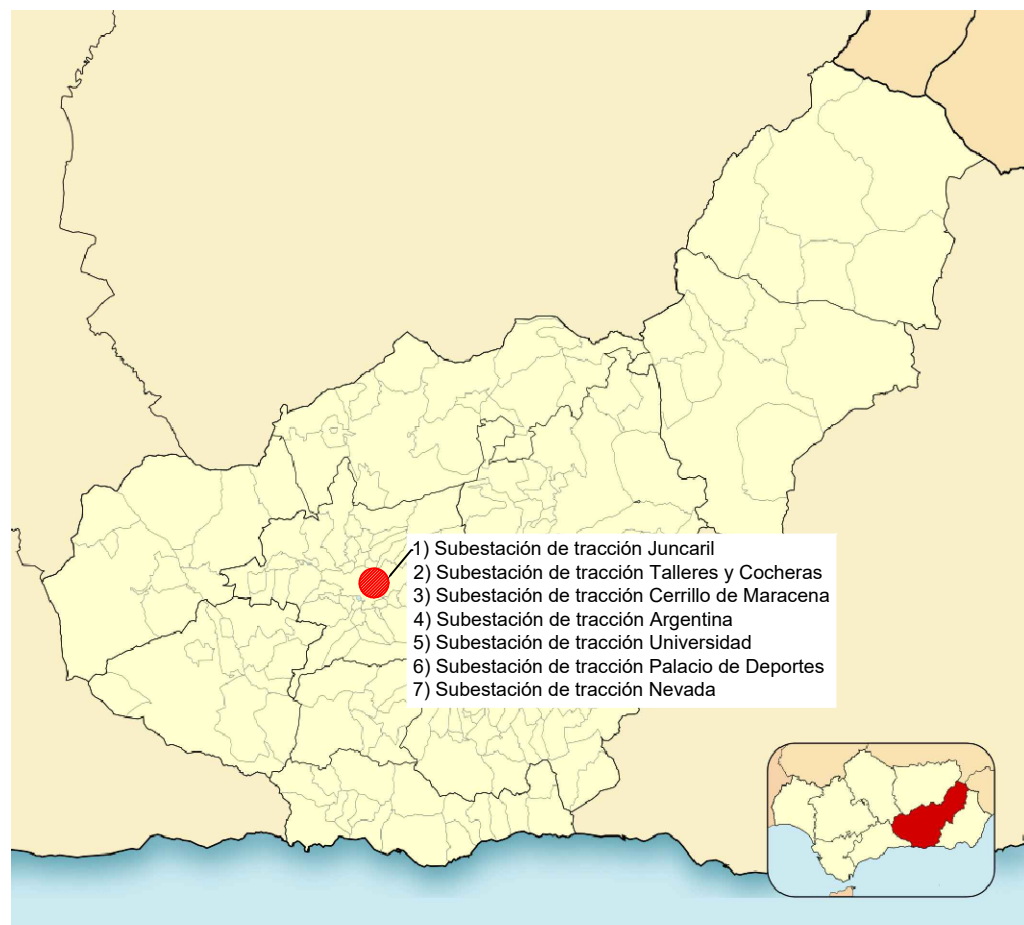 1) Subestación de tracción Juncaril
2) Subestación de tracción Talleres y Cocheras
3) Subestación de tracción Cerrillo de Maracena
4) Subestación de tracción Argentina
5) Subestación de tracción Universidad
6) Subestación de tracción Palacio de Deportes
7) Subestación de tracción Nevada